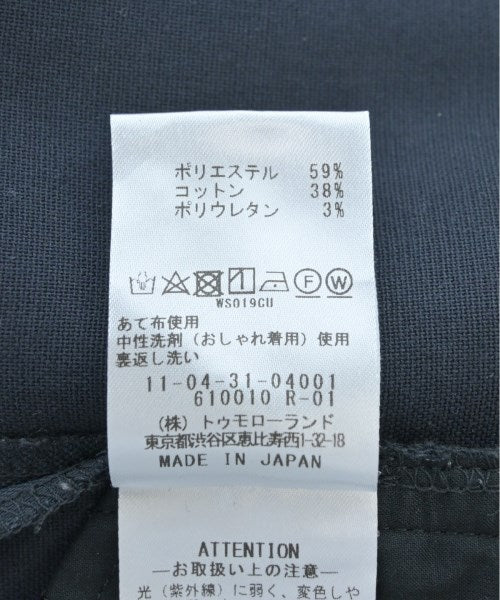 ポリエステル 59%
コットン 38%
ポリウレタン 3%
F W
WS019CU
あて布使用
中性洗剤（おしゃれ着用）使用
裏返し洗い
11-04-31-04001
610010 R-01
（株）トゥモローランド
東京都渋谷区恵比寿西1-32-18
MADE IN JAPAN
ATTENTION
―お取扱い上の注意―
光（紫外線）に弱く、変色しや